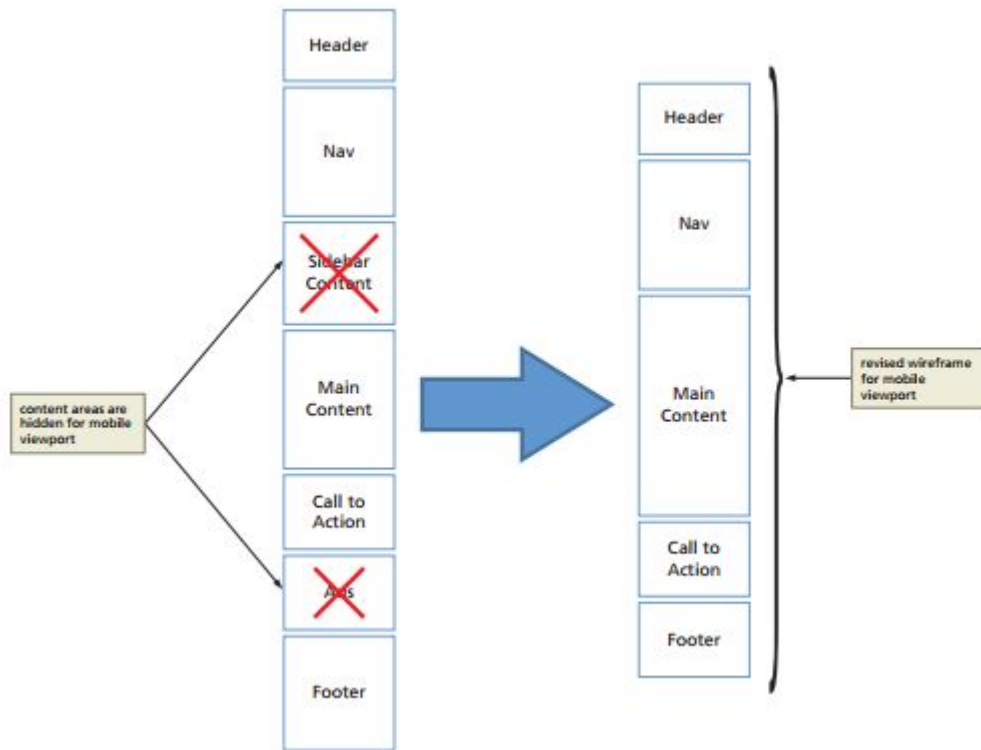 Header
Nav
Sidebar
Content
Main
Content
Call to
Action
Ads
Footer
content areas are
hidden for mobile
viewport
Header
Nav
Main
Content
Call to
Action
Footer
revised wireframe
for mobile
viewport